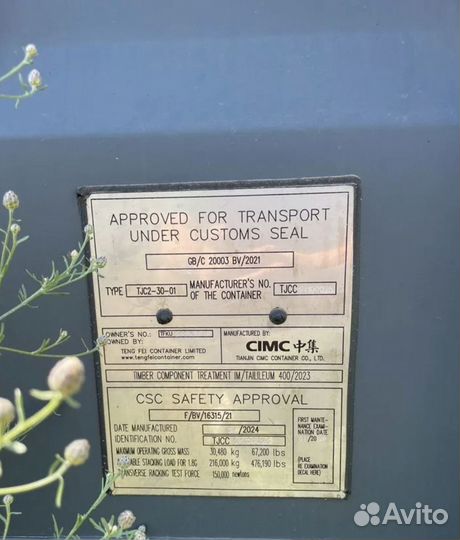 APPROVED FOR TRANSPORT
UNDER CUSTOMS SEAL
GB/C 20003 BV/2021
TYPE TJC2-30-01 MANUFACTURER'S NO. OF THE CONTAINER TJCC
OWNER'S NO.: TFKU
OWNED BY:
TENG FEI CONTAINER LIMITED
www.tengfeicontainer.com
MANUFACTURED BY:
CIMC 中集
TIANJIN CIMC CONTAINER CO., LTD.
TIMBER COMPONENT TREATMENT IM/TAILILEUM 400/2023
CSC SAFETY APPROVAL
F/BV/16315/21
DATE MANUFACTURED /2024
IDENTIFICATION NO. TJCC
MAXIMUM OPERATING GROSS MASS 30,480 kg 67,200 lbs
STACKING LOAD FOR 1.8G 216,000 kg 476,190 lbs
TRANSVERSE RACKING TEST FORCE 150,000 newtons
FIRST MAINTE-
NANCE EXAMI-
NATION DATE
/20
(PLACE
RE EXAMINATION
DECAL HERE)
Avito